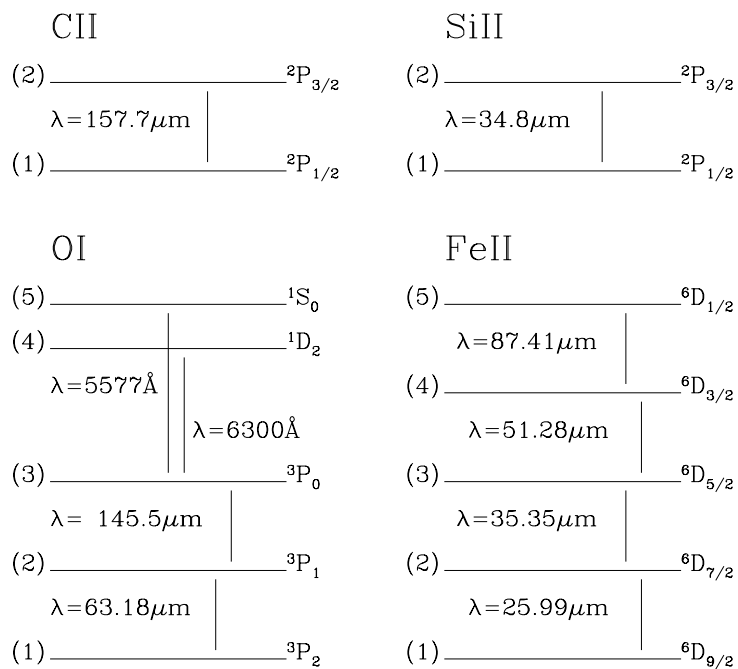 CII
(2) ²P₃/₂
λ=157.7μm
(1) ²P₁/₂
SiII
(2) ²P₃/₂
λ=34.8μm
(1) ²P₁/₂
OI
(5) ¹S₀
(4) ¹D₂
λ=5577Å
λ=6300Å
(3) ³P₀
λ= 145.5μm
(2) ³P₁
λ=63.18μm
(1) ³P₂
FeII
(5) ⁶D₁/₂
λ=87.41μm
(4) ⁶D₃/₂
λ=51.28μm
(3) ⁶D₅/₂
λ=35.35μm
(2) ⁶D₇/₂
λ=25.99μm
(1) ⁶D₉/₂